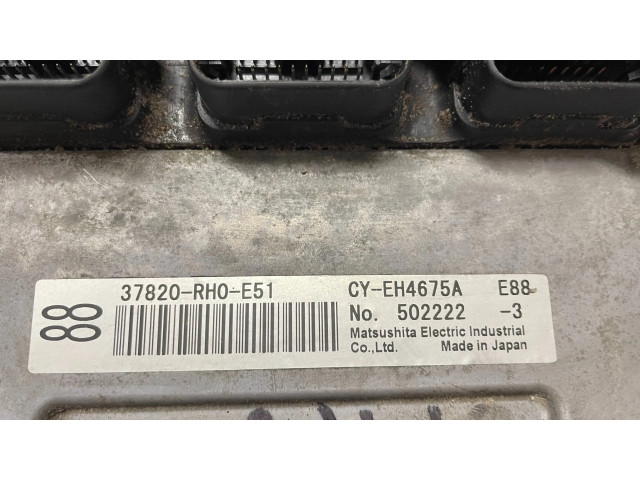 88
37820-RH0-E51 CY-EH4675A E88
No. 502222 -3
Matsushita Electric Industrial
Co.,Ltd. Made in Japan